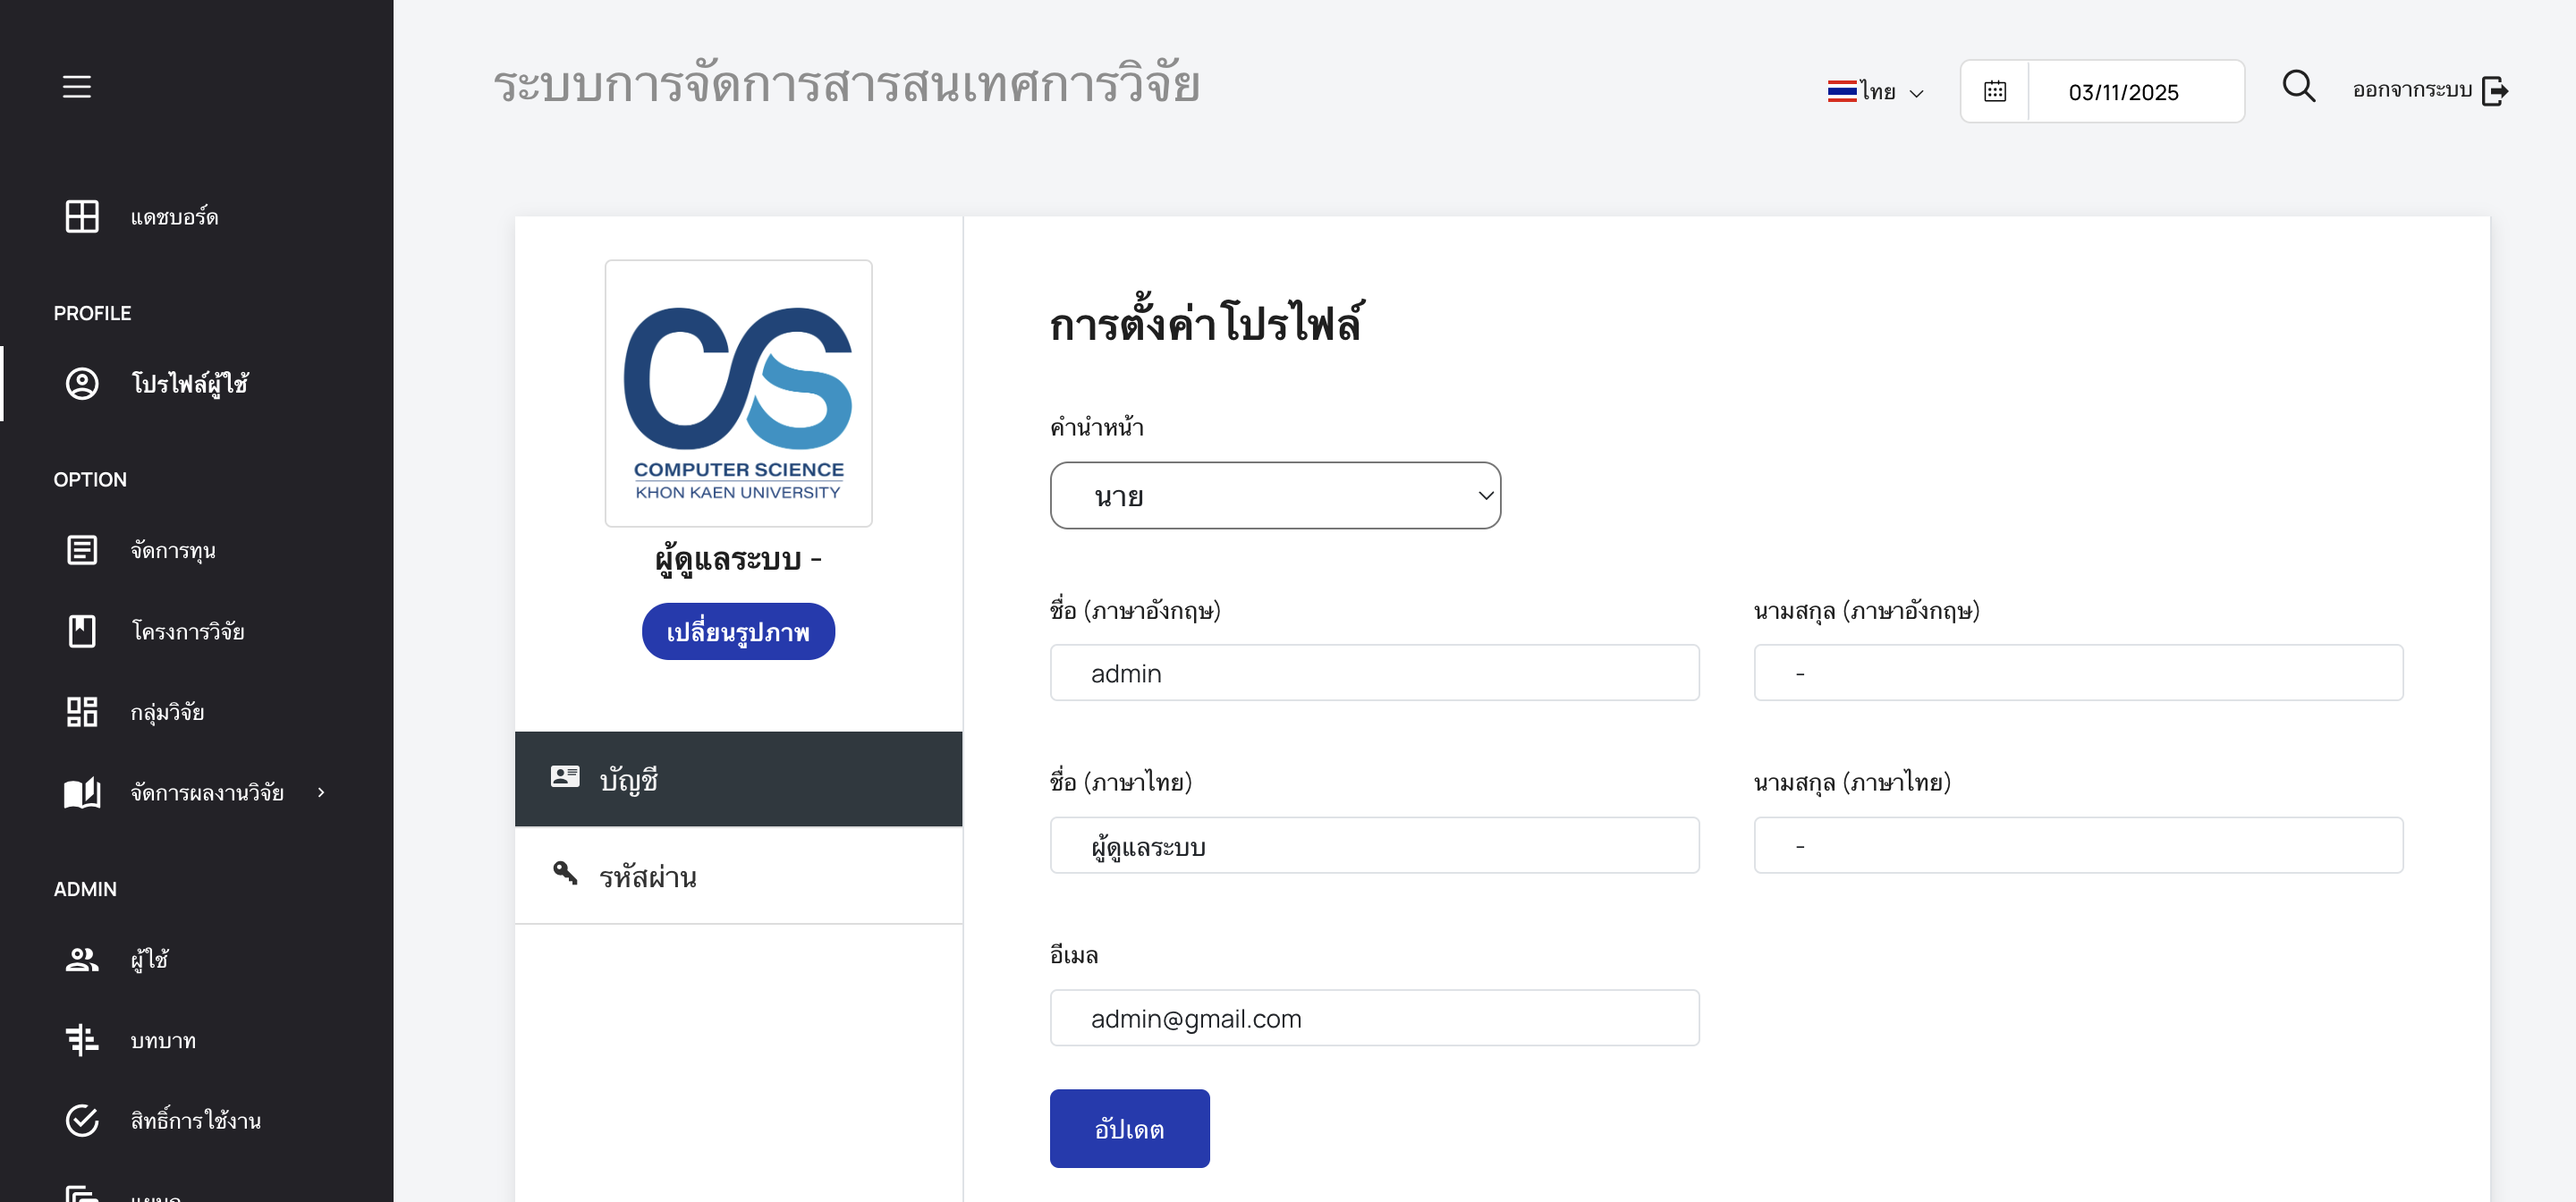 ระบบการจัดการสารสนเทศการวิจัย
ไทย
03/11/2025
ออกจากระบบ
แดชบอร์ด
PROFILE
โปรไฟล์ผู้ใช้
OPTION
จัดการทุน
โครงการวิจัย
กลุ่มวิจัย
จัดการผลงานวิจัย
ADMIN
ผู้ใช้
บทบาท
สิทธิ์การใช้งาน
COMPUTER SCIENCE
KHON KAEN UNIVERSITY
ผู้ดูแลระบบ -
เปลี่ยนรูปภาพ
บัญชี
รหัสผ่าน
การตั้งค่าโปรไฟล์
คำนำหน้า
นาย
ชื่อ (ภาษาอังกฤษ) นามสกุล (ภาษาอังกฤษ)
admin -
ชื่อ (ภาษาไทย) นามสกุล (ภาษาไทย)
ผู้ดูแลระบบ -
อีเมล
admin@gmail.com
อัปเดต